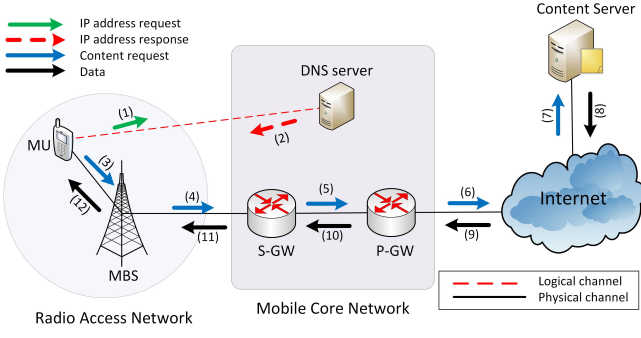 Content Server
IP address request
IP address response
Content request
Data
DNS server
(1)
(2)
MU
(3)
(12)
(4)
(11)
(5)
(10)
(6)
(9)
(7)
(8)
Internet
S-GW
P-GW
MBS
Logical channel
Physical channel
Radio Access Network
Mobile Core Network